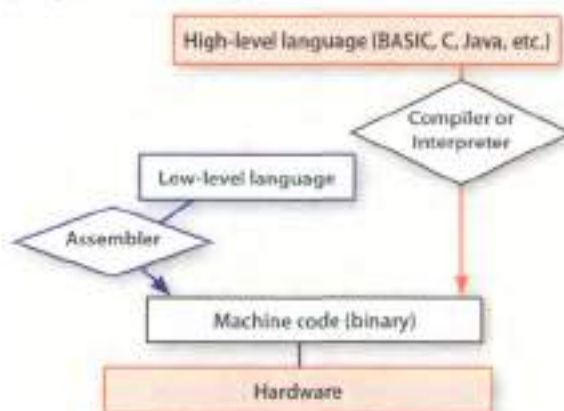 High-level language (BASIC, C, Java, etc.)
Compiler or
Interpreter
Low-level language
Assembler
Machine code (binary)
Hardware